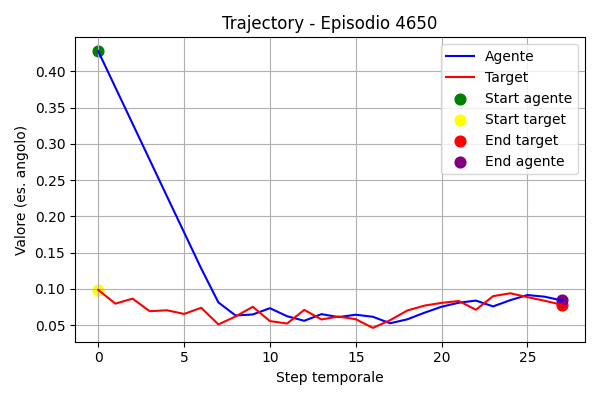 Trajectory - Episodio 4650
Valore (es. angolo)
0.40
0.35
0.30
0.25
0.20
0.15
0.10
0.05
0 5 10 15 20 25
Step temporale
Agente
Target
Start agente
Start target
End target
End agente